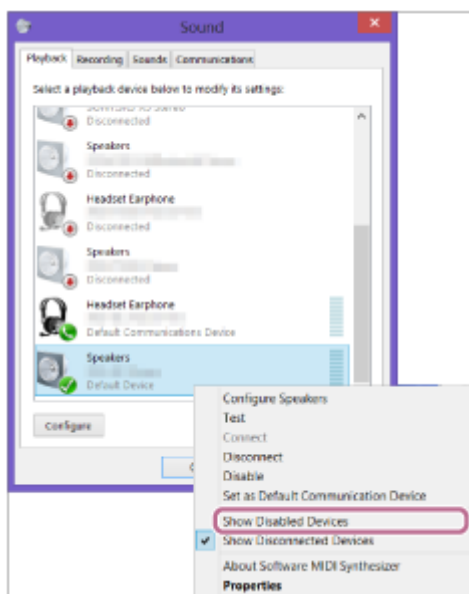 Sound
Playback Recording Sounds Communications
Select a playback device below to modify its settings:
Disconnected
Speakers
Disconnected
Headset Earphone
Disconnected
Speakers
Disconnected
Headset Earphone
Default Communications Device
Speakers
Default Device
Configure
Configure Speakers
Test
Connect
Disconnect
Disable
Set as Default Communication Device
Show Disabled Devices
Show Disconnected Devices
About Software MIDI Synthesizer
Properties